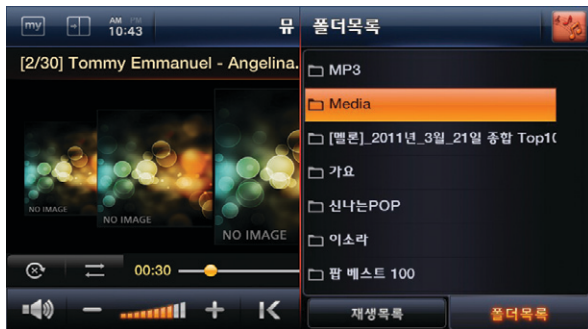 my
AM PM
10:43
뮤
[2/30] Tommy Emmanuel - Angelina.
NO IMAGE
NO IMAGE
NO IMAGE
00:30
폴더목록
MP3
Media
[멜론]_2011년_3월_21일 종합 Top10
가요
신나는POP
이소라
팝 베스트 100
재생목록
폴더목록